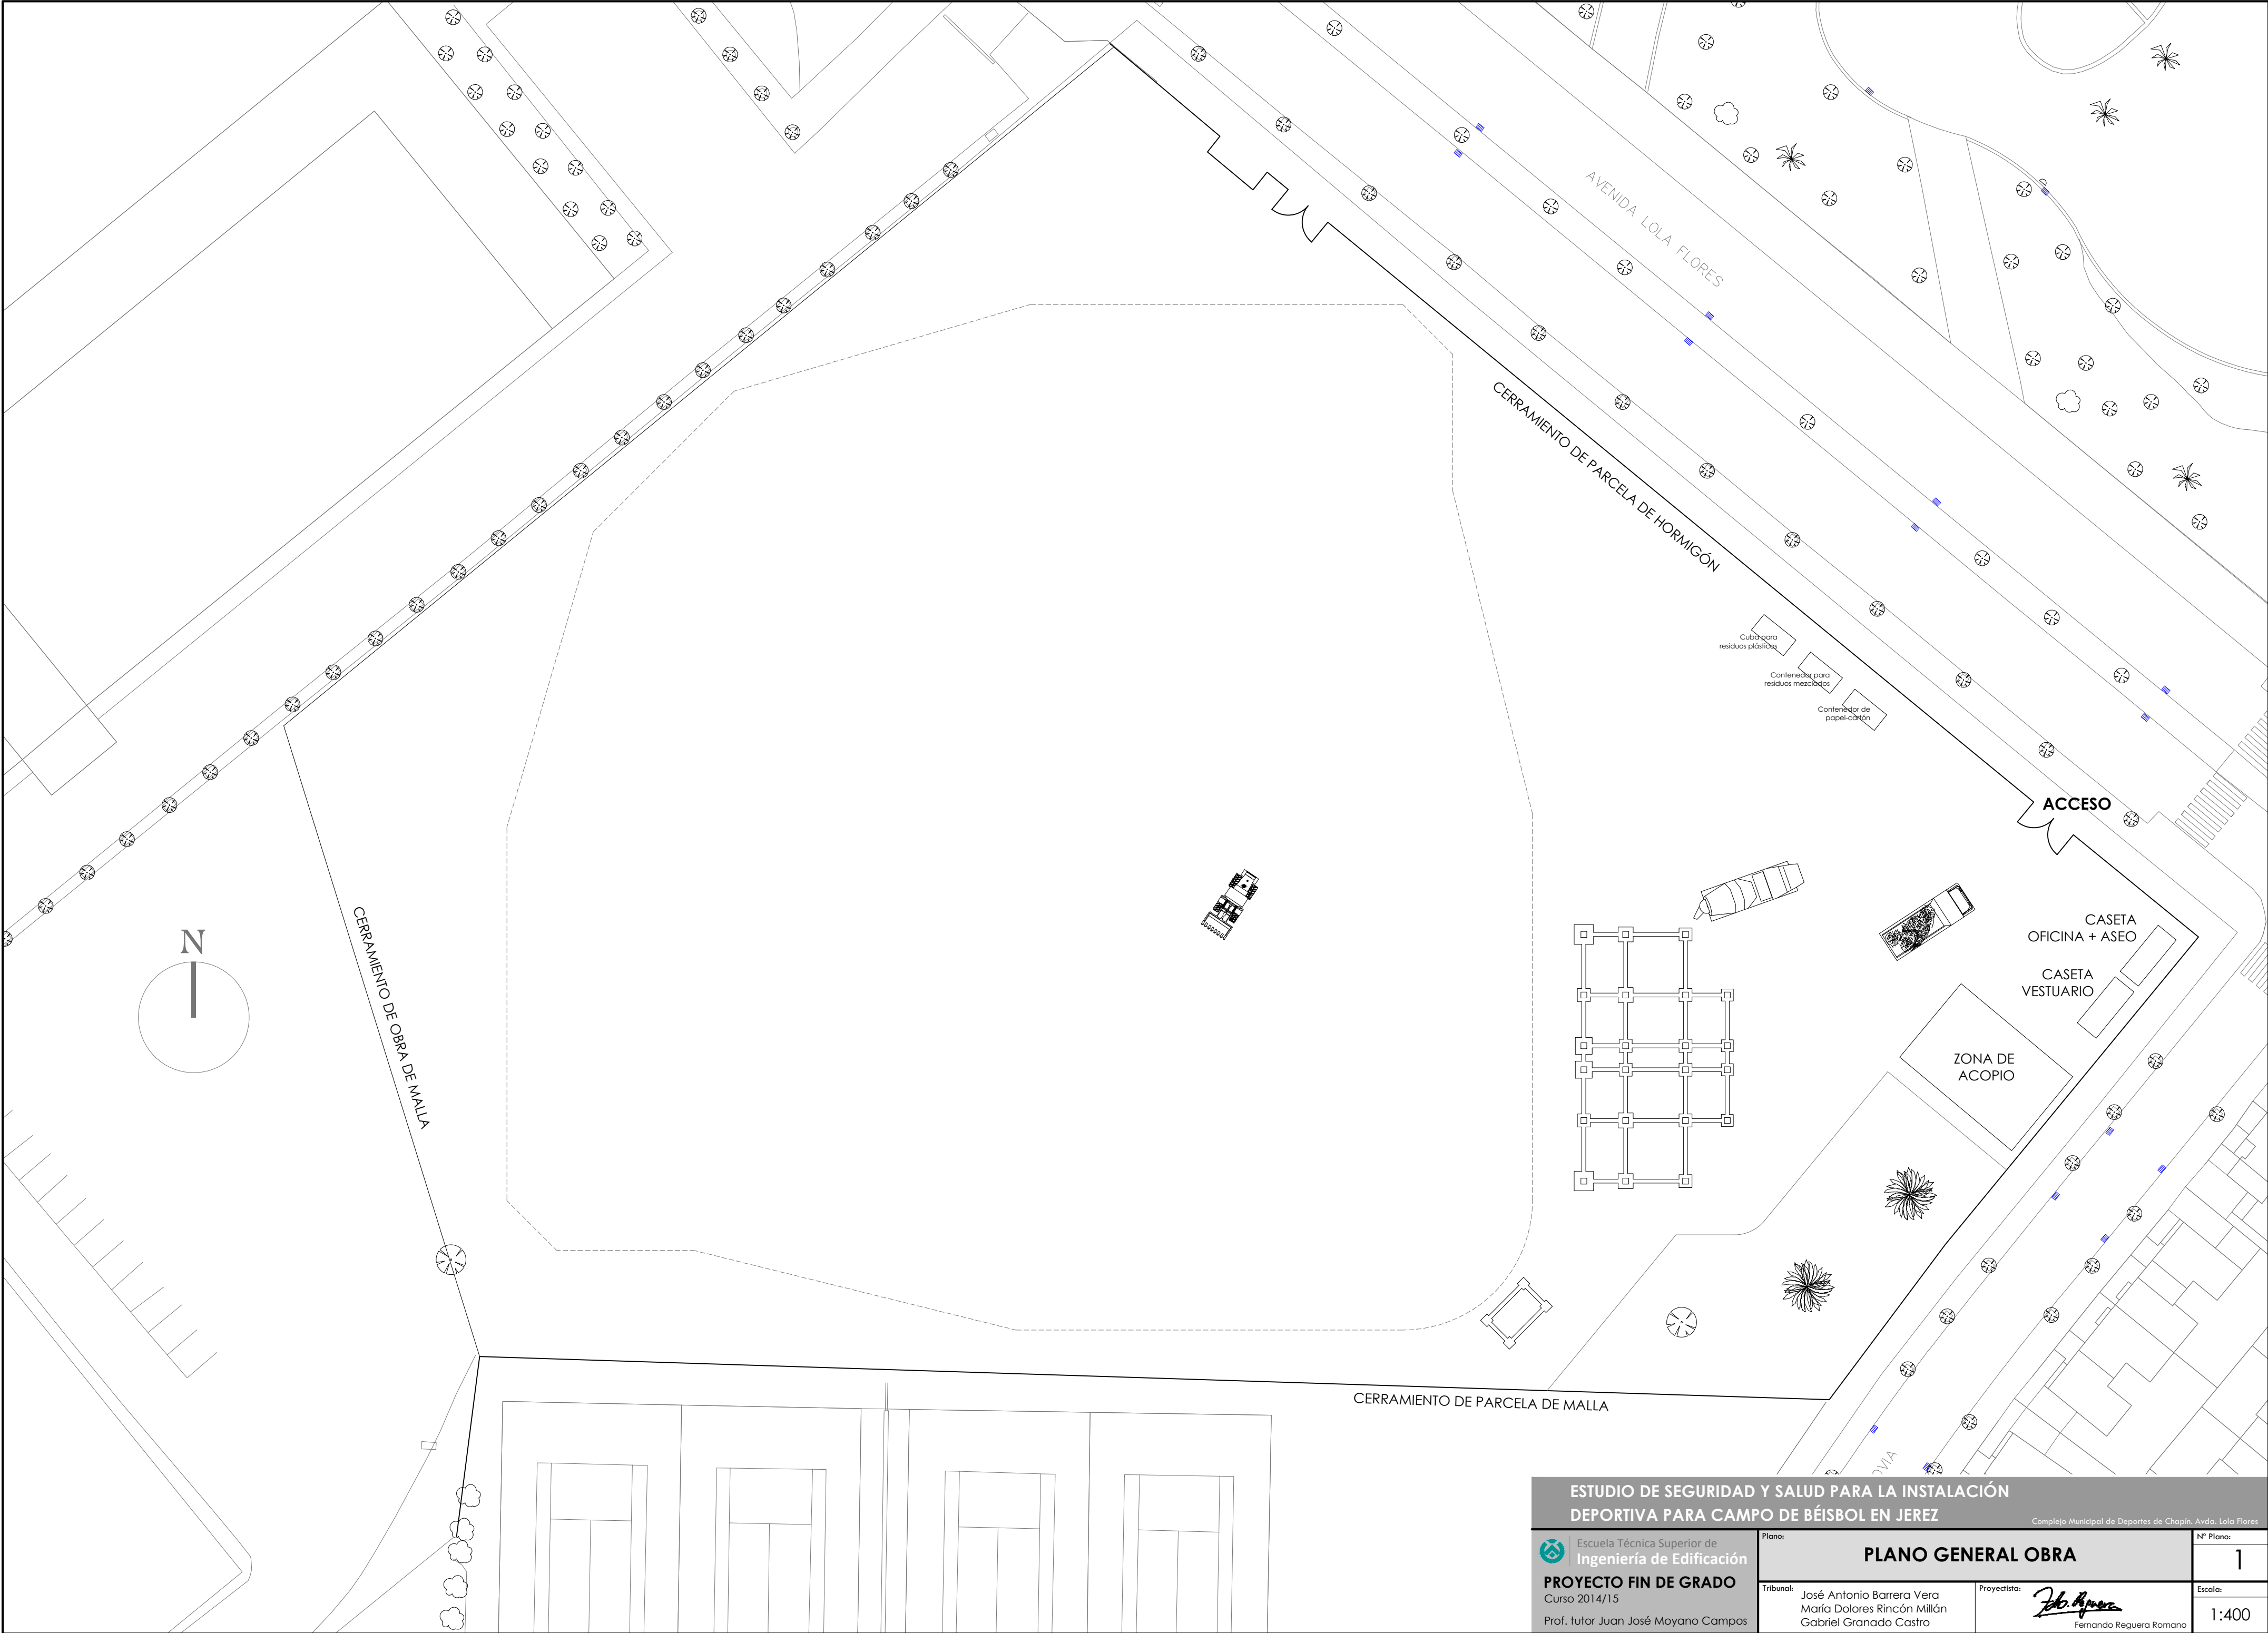 AVENIDA LOLA FLORES
CERRAMIENTO DE PARCELA DE HORMIGÓN
Cuba para
residuos plásticos
Contenedor para
residuos mezclados
Contenedor de
papel-cartón
ACCESO
CASETA
OFICINA + ASEO
CASETA
VESTUARIO
ZONA DE
ACOPIO
N
CERRAMIENTO DE OBRA DE MALLA
CERRAMIENTO DE PARCELA DE MALLA
OVIA
ESTUDIO DE SEGURIDAD Y SALUD PARA LA INSTALACIÓN
DEPORTIVA PARA CAMPO DE BÉISBOL EN JEREZ
Complejo Municipal de Deportes de Chapín. Avda. Lola Flores
Escuela Técnica Superior de
Ingeniería de Edificación
PROYECTO FIN DE GRADO
Curso 2014/15
Prof. tutor Juan José Moyano Campos
Plano:
PLANO GENERAL OBRA
Nº Plano:
1
Tribunal:
José Antonio Barrera Vera
María Dolores Rincón Millán
Gabriel Granado Castro
Proyectista:
Fdo. Reguera
Fernando Reguera Romano
Escala:
1:400